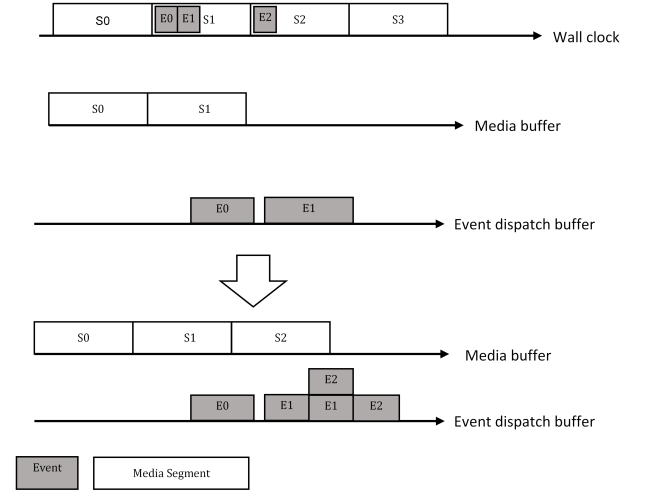 S0
E0
E1
S1
E2
S2
S3
Wall clock
S0
S1
Media buffer
E0
E1
Event dispatch buffer
S0
S1
S2
Media buffer
E2
E0
E1
E1
E2
Event dispatch buffer
Event
Media Segment